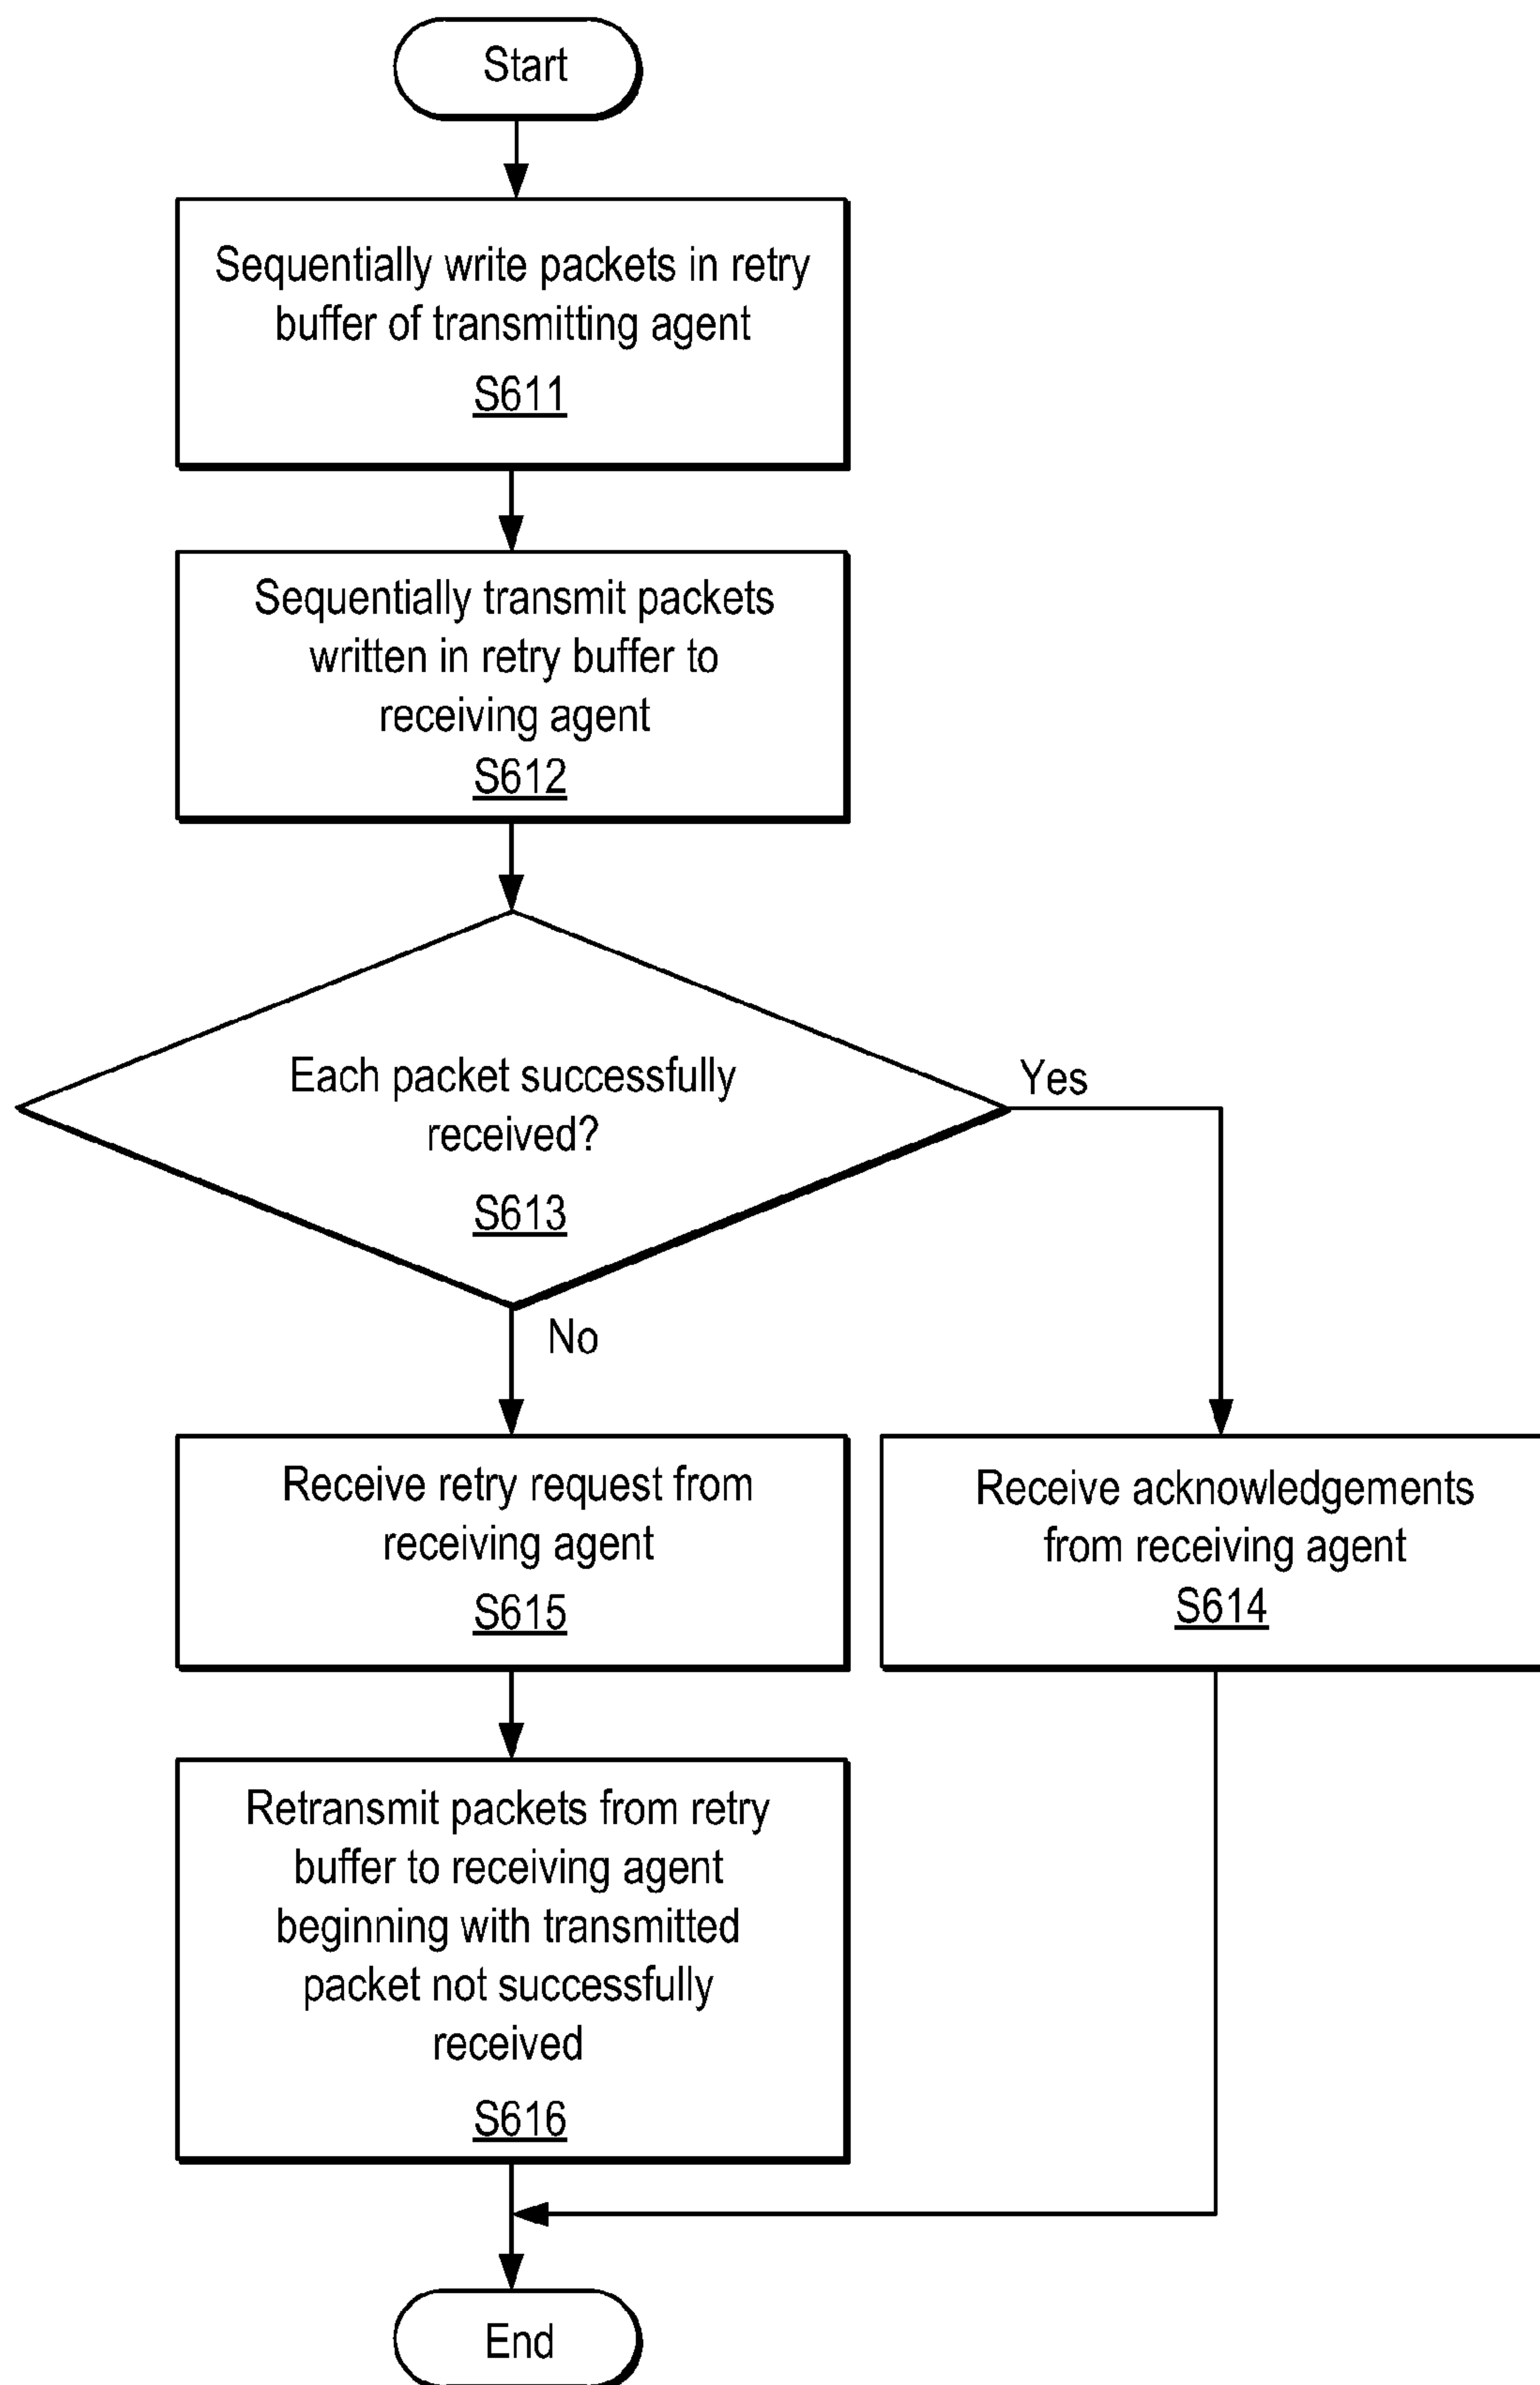 Start
Sequentially write packets in retry
buffer of transmitting agent
S611
Sequentially transmit packets
written in retry buffer to
receiving agent
S612
Each packet successfully
received?
S613
Yes
No
Receive retry request from
receiving agent
S615
Receive acknowledgements
from receiving agent
S614
Retransmit packets from retry
buffer to receiving agent
beginning with transmitted
packet not successfully
received
S616
End